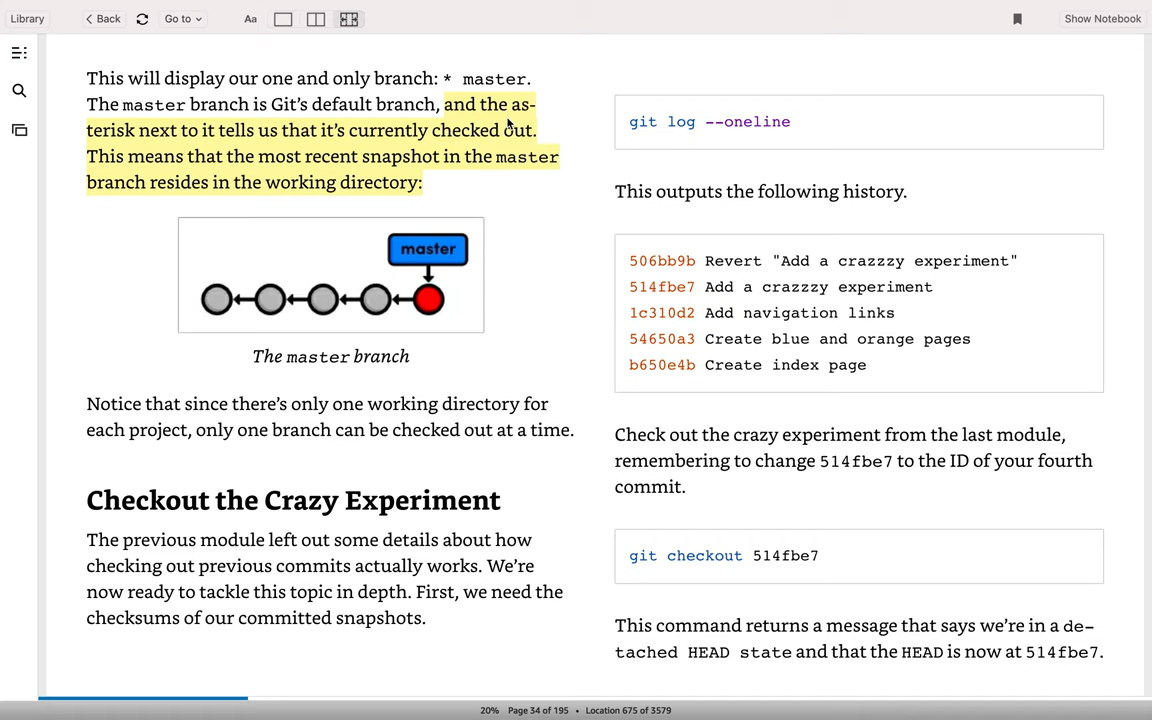 Library
Back
Go to
Aa
Show Notebook
This will display our one and only branch: * master.
The master branch is Git’s default branch, and the as-
terisk next to it tells us that it’s currently checked out.
This means that the most recent snapshot in the master
branch resides in the working directory:
master
The master branch
Notice that since there’s only one working directory for
each project, only one branch can be checked out at a time.
Checkout the Crazy Experiment
The previous module left out some details about how
checking out previous commits actually works. We’re
now ready to tackle this topic in depth. First, we need the
checksums of our committed snapshots.
git log --oneline
This outputs the following history.
506bb9b Revert "Add a crazzzy experiment"
514fbe7 Add a crazzzy experiment
1c310d2 Add navigation links
54650a3 Create blue and orange pages
b650e4b Create index page
Check out the crazy experiment from the last module,
remembering to change 514fbe7 to the ID of your fourth
commit.
git checkout 514fbe7
This command returns a message that says we’re in a de-
tached HEAD state and that the HEAD is now at 514fbe7.
20% Page 34 of 195 • Location 675 of 3579